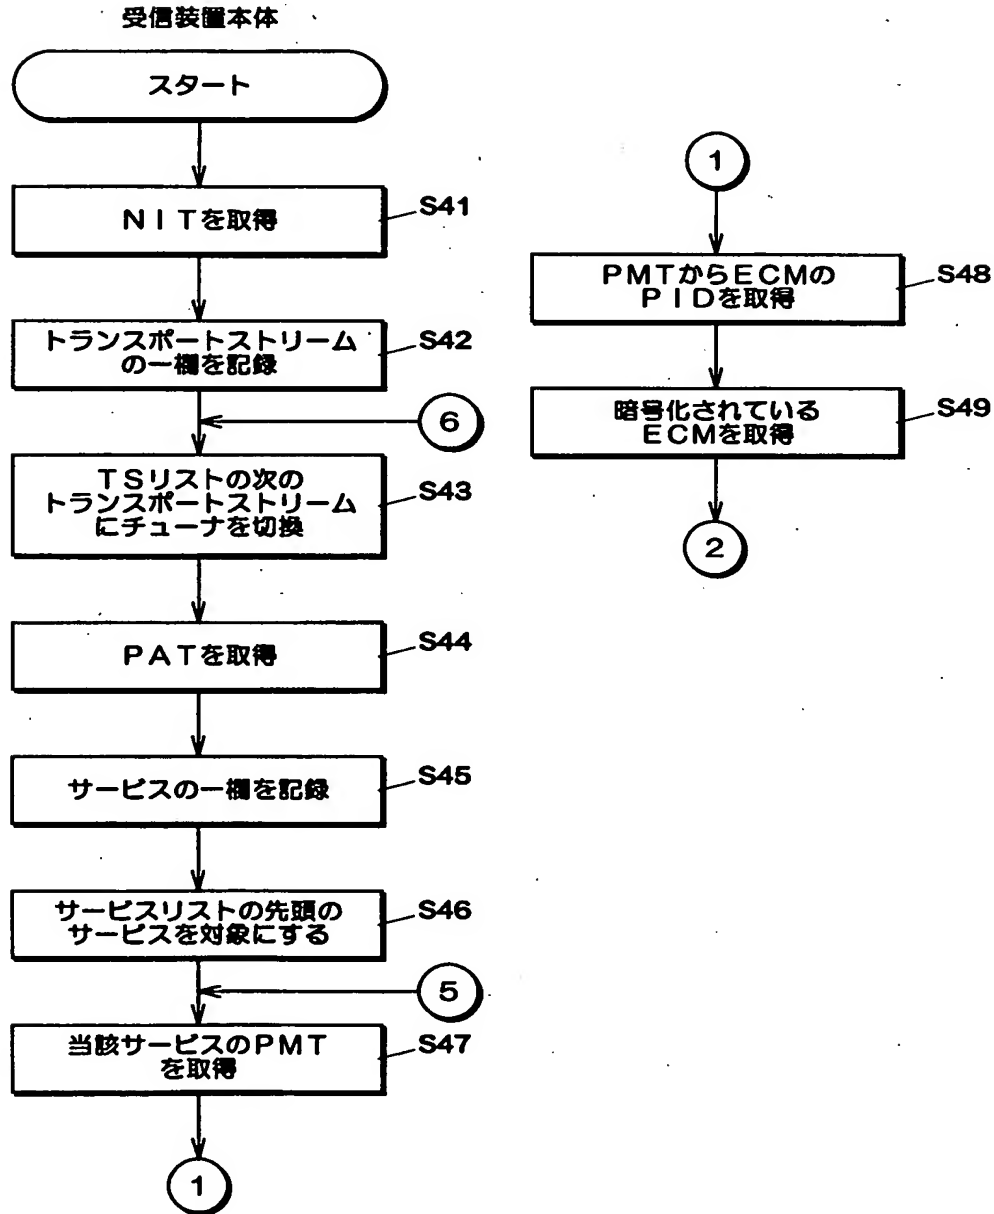 受信装置本体
スタート
NITを取得
S41
トランスポートストリーム
の一欄を記録
S42
6
TSリストの次の
トランスポートストリーム
にチューナを切換
S43
PATを取得
S44
サービスの一欄を記録
S45
サービスリストの先頭の
サービスを対象にする
S46
5
当該サービスのPMT
を取得
S47
1
1
PMTからECMの
PIDを取得
S48
暗号化されている
ECMを取得
S49
2